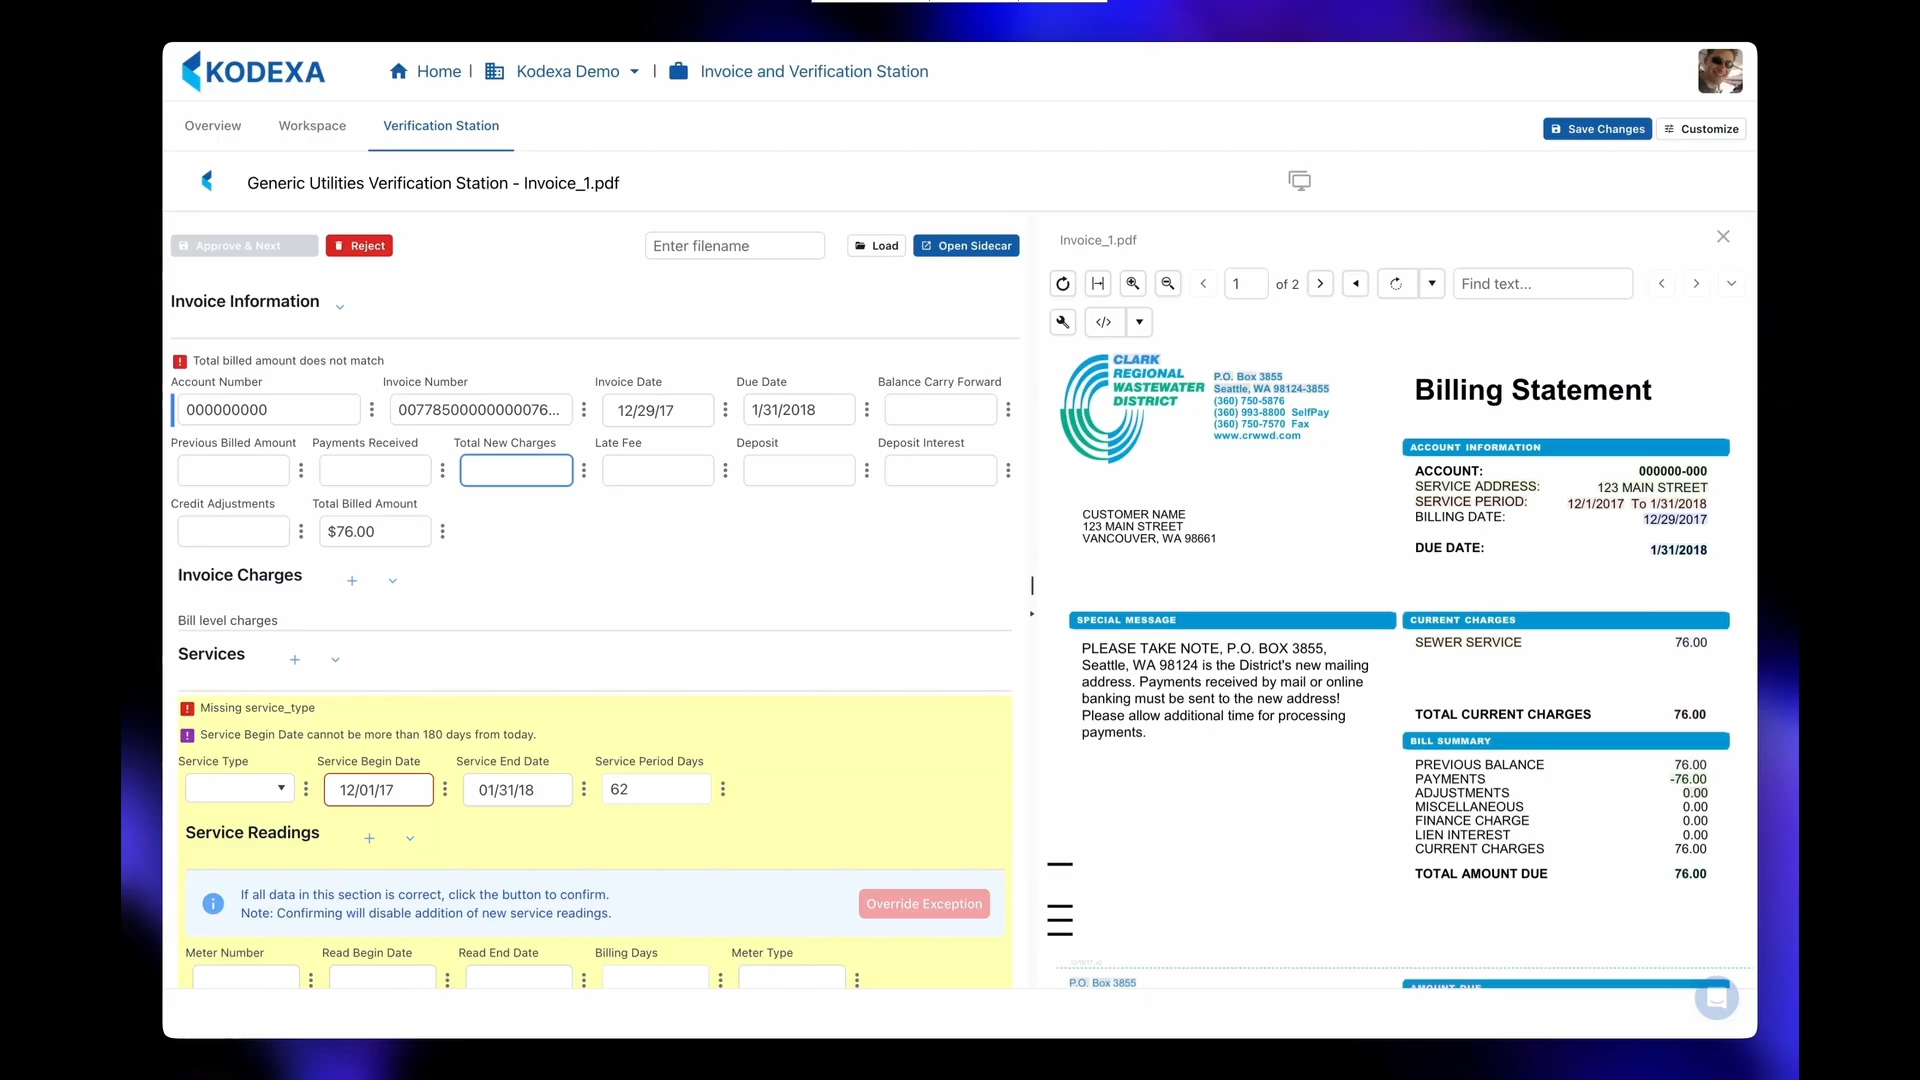 KODEXA
Home | Kodexa Demo | Invoice and Verification Station
Overview Workspace Verification Station
Save Changes Customize
Generic Utilities Verification Station - Invoice_1.pdf
Approve & Next Reject Enter filename Load Open Sidecar
Invoice Information
Total billed amount does not match
Account Number Invoice Number Invoice Date Due Date Balance Carry Forward
000000000 00778500000000076... 12/29/17 1/31/2018
Previous Billed Amount Payments Received Total New Charges Late Fee Deposit Deposit Interest
Credit Adjustments Total Billed Amount
$76.00
Invoice Charges
Bill level charges
Services
Missing service_type
Service Begin Date cannot be more than 180 days from today.
Service Type Service Begin Date Service End Date Service Period Days
12/01/17 01/31/18 62
Service Readings
If all data in this section is correct, click the button to confirm.
Note: Confirming will disable addition of new service readings.
Override Exception
Meter Number Read Begin Date Read End Date Billing Days Meter Type
Invoice_1.pdf
1 of 2 Find text...
</>
CLARK
REGIONAL
WASTEWATER
DISTRICT
P.O. Box 3855
Seattle, WA 98124-3855
(360) 750-5876
(360) 993-8800 SelfPay
(360) 750-7570 Fax
www.crwwd.com
Billing Statement
ACCOUNT INFORMATION
ACCOUNT: 000000-000
SERVICE ADDRESS: 123 MAIN STREET
SERVICE PERIOD: 12/1/2017 To 1/31/2018
BILLING DATE: 12/29/2017
DUE DATE: 1/31/2018
CUSTOMER NAME
123 MAIN STREET
VANCOUVER, WA 98661
SPECIAL MESSAGE
PLEASE TAKE NOTE, P.O. BOX 3855,
Seattle, WA 98124 is the District's new mailing
address. Payments received by mail or online
banking must be sent to the new address!
Please allow additional time for processing
payments.
CURRENT CHARGES
SEWER SERVICE 76.00
TOTAL CURRENT CHARGES 76.00
BILL SUMMARY
PREVIOUS BALANCE 76.00
PAYMENTS -76.00
ADJUSTMENTS 0.00
MISCELLANEOUS 0.00
FINANCE CHARGE 0.00
LIEN INTEREST 0.00
CURRENT CHARGES 76.00
TOTAL AMOUNT DUE 76.00
P.O. Box 3855
AMOUNT DUE